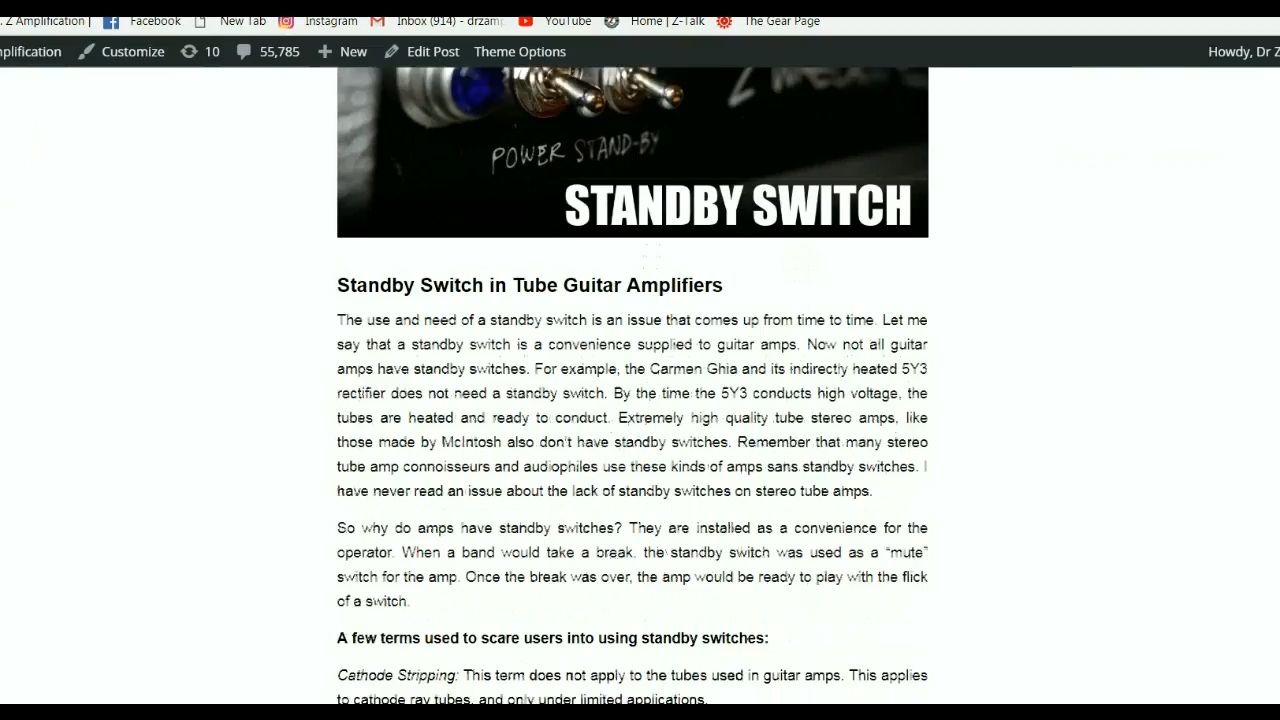 . Z Amplification | Facebook New Tab Instagram Inbox (914) - drzam YouTube Home | Z-Talk The Gear Page
nplification Customize 10 55,785 New Edit Post Theme Options Howdy, Dr Z
POWER STAND-BY
STANDBY SWITCH
Standby Switch in Tube Guitar Amplifiers
The use and need of a standby switch is an issue that comes up from time to time. Let me
say that a standby switch is a convenience supplied to guitar amps. Now not all guitar
amps have standby switches. For example, the Carmen Ghia and its indirectly heated 5Y3
rectifier does not need a standby switch. By the time the 5Y3 conducts high voltage, the
tubes are heated and ready to conduct. Extremely high quality tube stereo amps, like
those made by McIntosh also don't have standby switches. Remember that many stereo
tube amp connoisseurs and audiophiles use these kinds of amps sans standby switches. I
have never read an issue about the lack of standby switches on stereo tube amps.
So why do amps have standby switches? They are installed as a convenience for the
operator. When a band would take a break, the standby switch was used as a “mute”
switch for the amp. Once the break was over, the amp would be ready to play with the flick
of a switch.
A few terms used to scare users into using standby switches:
Cathode Stripping: This term does not apply to the tubes used in guitar amps. This applies
to cathode ray tubes, and only under limited applications.